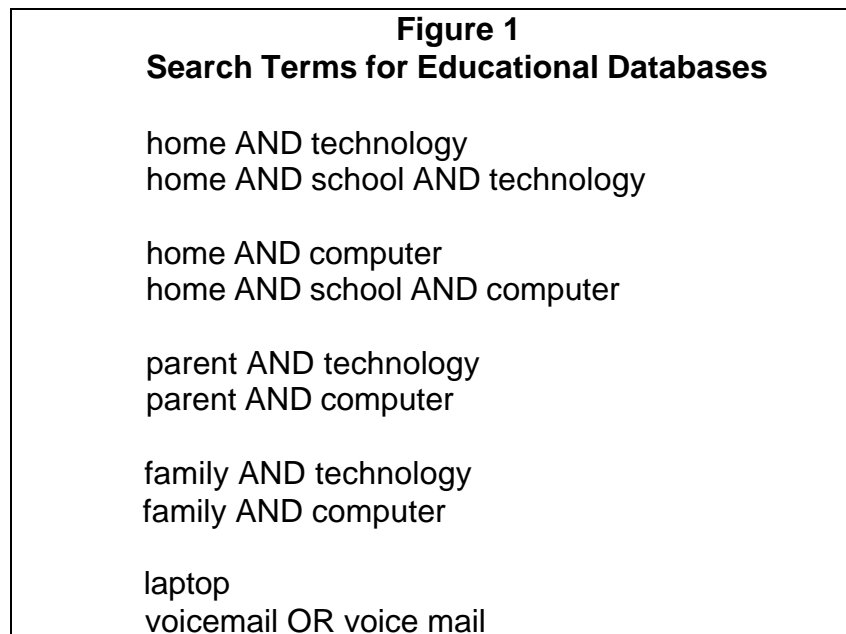 Figure 1
Search Terms for Educational Databases
home AND technology
home AND school AND technology
home AND computer
home AND school AND computer
parent AND technology
parent AND computer
family AND technology
family AND computer
laptop
voicemail OR voice mail